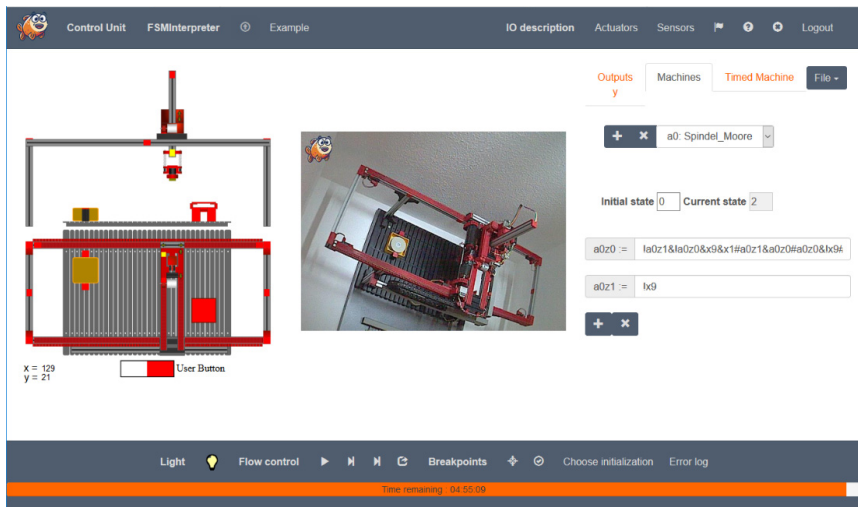 Control Unit FSMInterpreter Example IO description Actuators Sensors Logout
Outputs y Machines Timed Machine File
a0: Spindel_Moore
Initial state 0 Current state 2
a0z0 := !a0z1&!a0z0&x9&x1#a0z1&a0z0#a0z0&!x9#
a0z1 := !x9
x = 129
y = 21
User Button
Light Flow control Breakpoints Choose initialization Error log
Time remaining 04:55:09